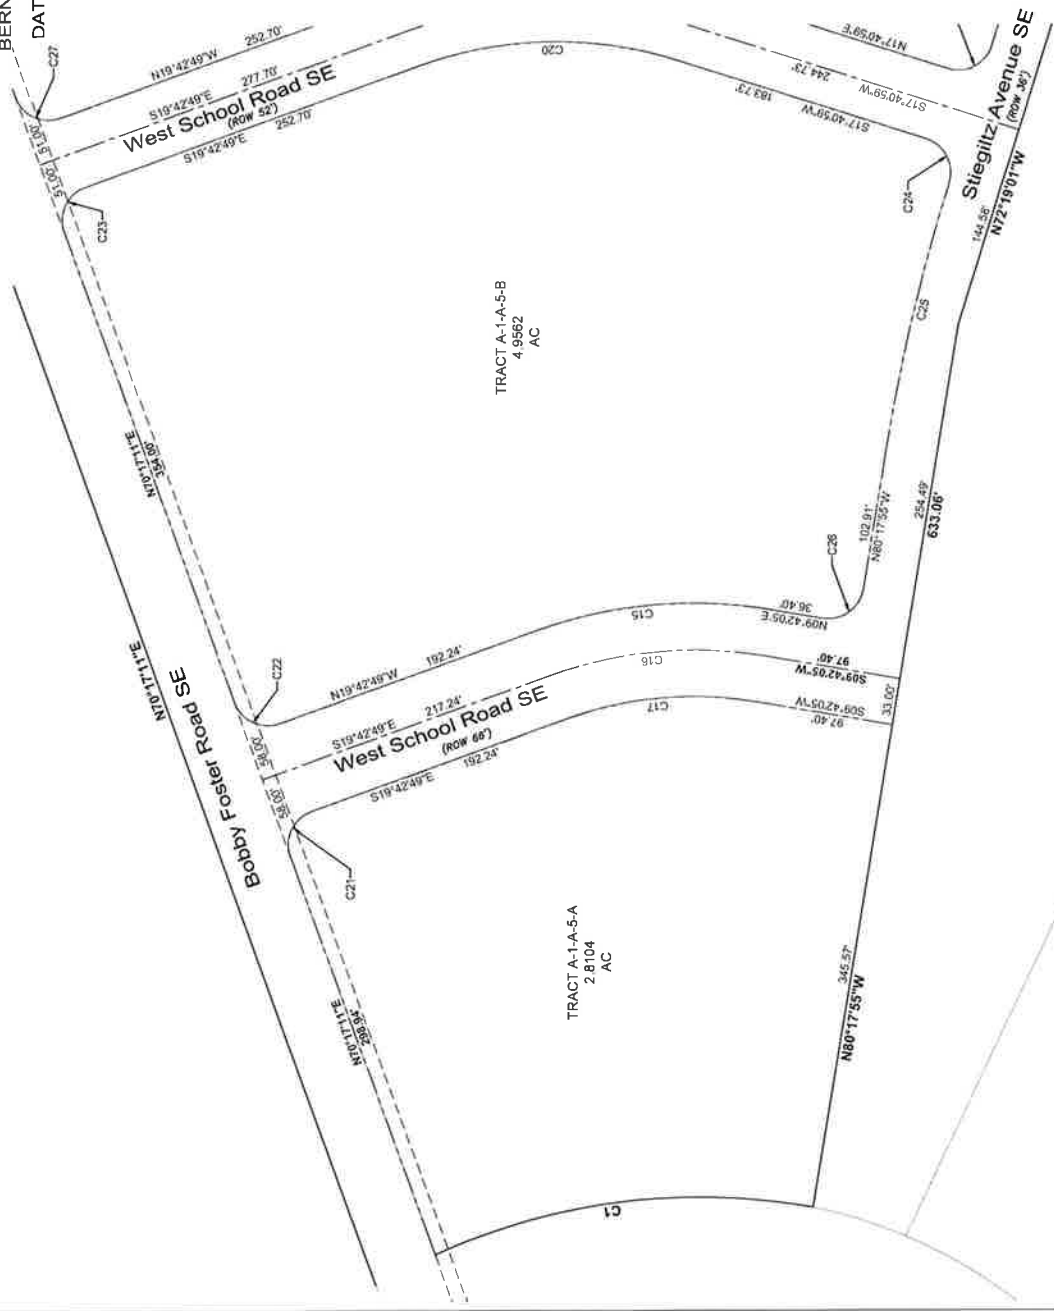 BERN
DAT
C27
N19°42'49"W 252.70'
S19°42'49"E 277.70'
West School Road SE
(ROW 52')
S19°42'49"E 252.70'
51.00'
51.00'
C23
C20
244.73'
S17°40'59"W
N17°40'59"E
183.73'
S17°40'59"W
C24
Stiegiltz Avenue SE
(ROW 36')
144.58'
N72°19'01"W
TRACT A-1-A-5-B
4.9562
AC
C25
N70°17'11"E
354.00'
N70°17'11"E
Bobby Foster Road SE
C22
58.00'
58.00'
N19°42'49"W 192.24'
S19°42'49"E 217.24'
West School Road SE
(ROW 66')
S19°42'49"E 192.24'
C15
C16
C17
C26
36.40'
N09°42'05"E
102.91'
N80°17'55"W
254.49'
633.06'
97.40'
S09°42'05"W
S09°42'05"W
97.40'
33.00'
C21
TRACT A-1-A-5-A
2.8104
AC
N70°17'11"E
298.94'
345.57'
N80°17'55"W
C1